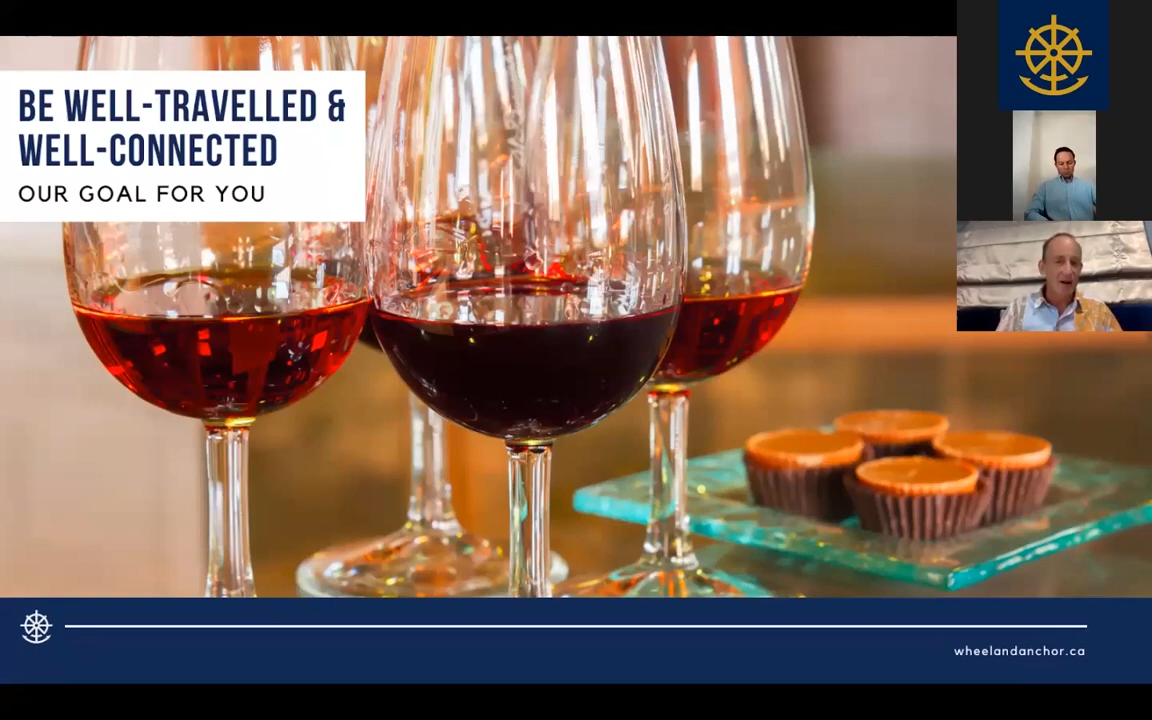 BE WELL-TRAVELLED &
WELL-CONNECTED
OUR GOAL FOR YOU
wheelandanchor.ca